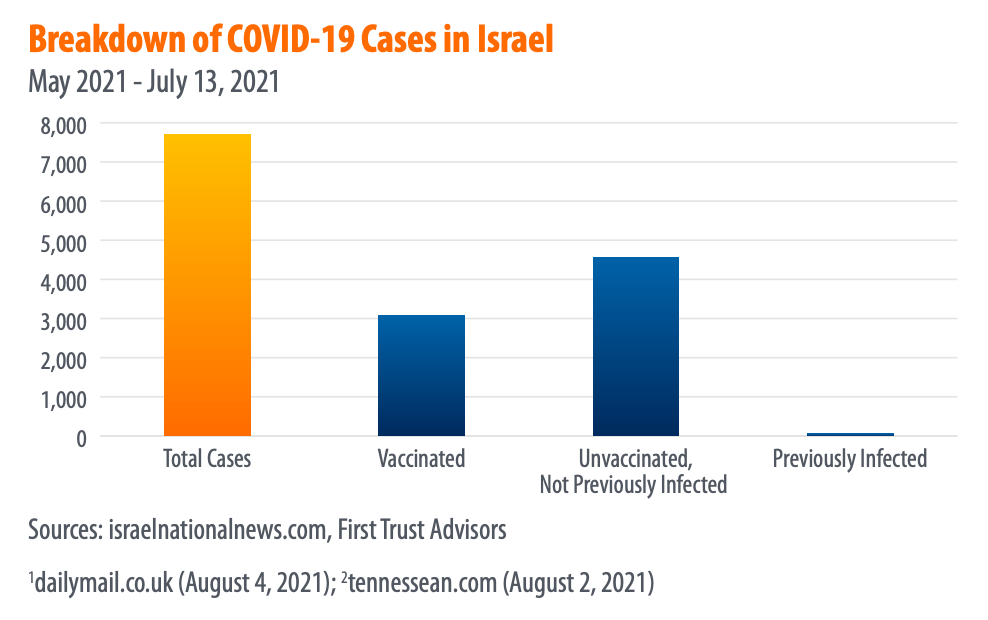 Breakdown of COVID-19 Cases in Israel
May 2021 - July 13, 2021
8,000
7,000
6,000
5,000
4,000
3,000
2,000
1,000
0
Total Cases
Vaccinated
Unvaccinated,
Not Previously Infected
Previously Infected
Sources: israelnationalnews.com, First Trust Advisors
¹dailymail.co.uk (August 4, 2021); ²tennessean.com (August 2, 2021)